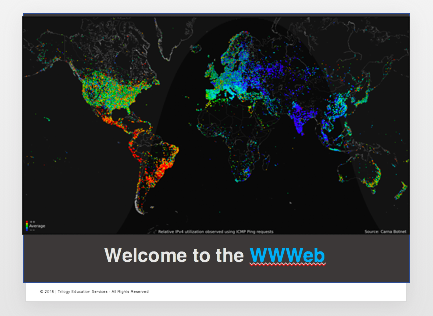 Average
Relative IPv4 utilization observed using ICMP Ping requests
Source: Carna Botnet
Welcome to the WWWeb
Trilogy Education Services All Rights Reserved